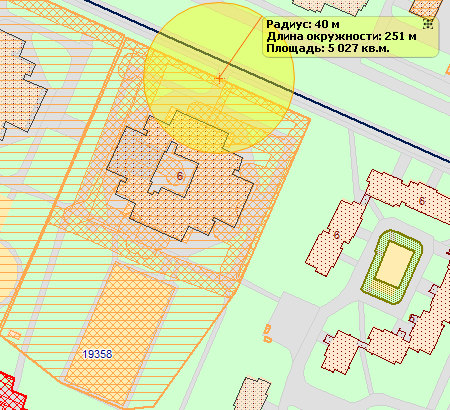 Радиус: 40 м
Длина окружности: 251 м
Площадь: 5 027 кв.м.
6
6
6
19358